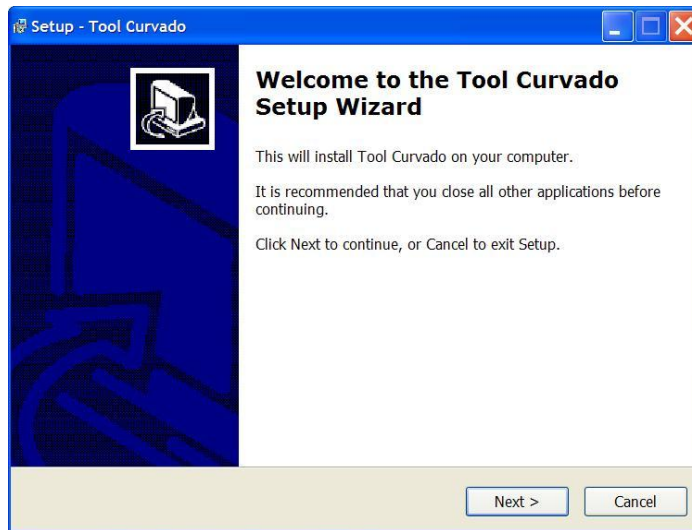 Setup - Tool Curvado
Welcome to the Tool Curvado
Setup Wizard
This will install Tool Curvado on your computer.
It is recommended that you close all other applications before
continuing.
Click Next to continue, or Cancel to exit Setup.
Next >
Cancel